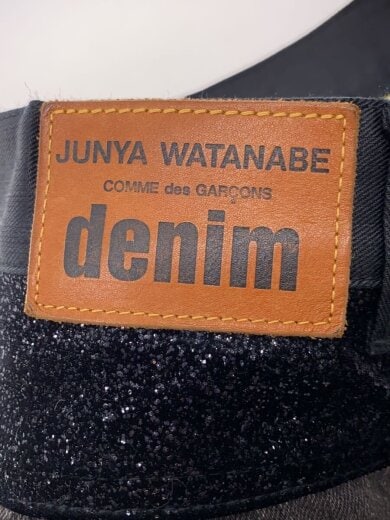 JUNYA WATANABE
COMME des GARÇONS
denim